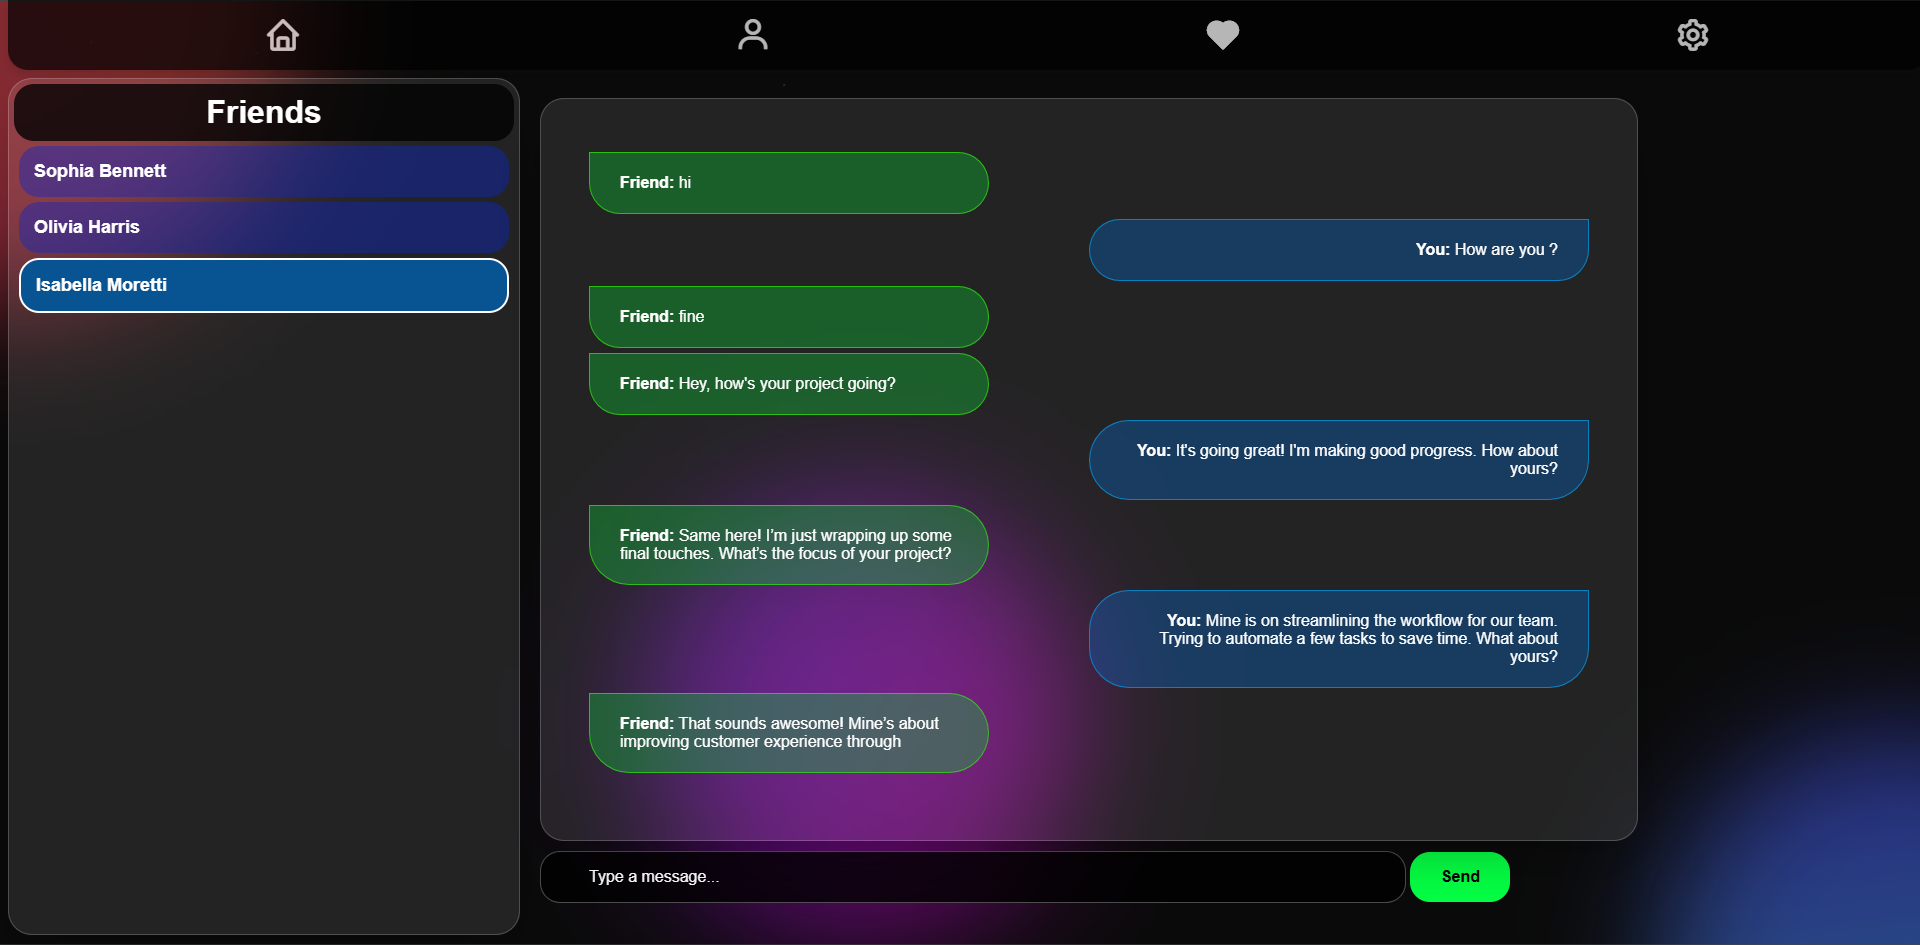 Friends
Sophia Bennett
Olivia Harris
Isabella Moretti
Friend: hi
You: How are you ?
Friend: fine
Friend: Hey, how's your project going?
You: It's going great! I'm making good progress. How about
yours?
Friend: Same here! I'm just wrapping up some
final touches. What's the focus of your project?
You: Mine is on streamlining the workflow for our team.
Trying to automate a few tasks to save time. What about
yours?
Friend: That sounds awesome! Mine's about
improving customer experience through
Type a message...
Send